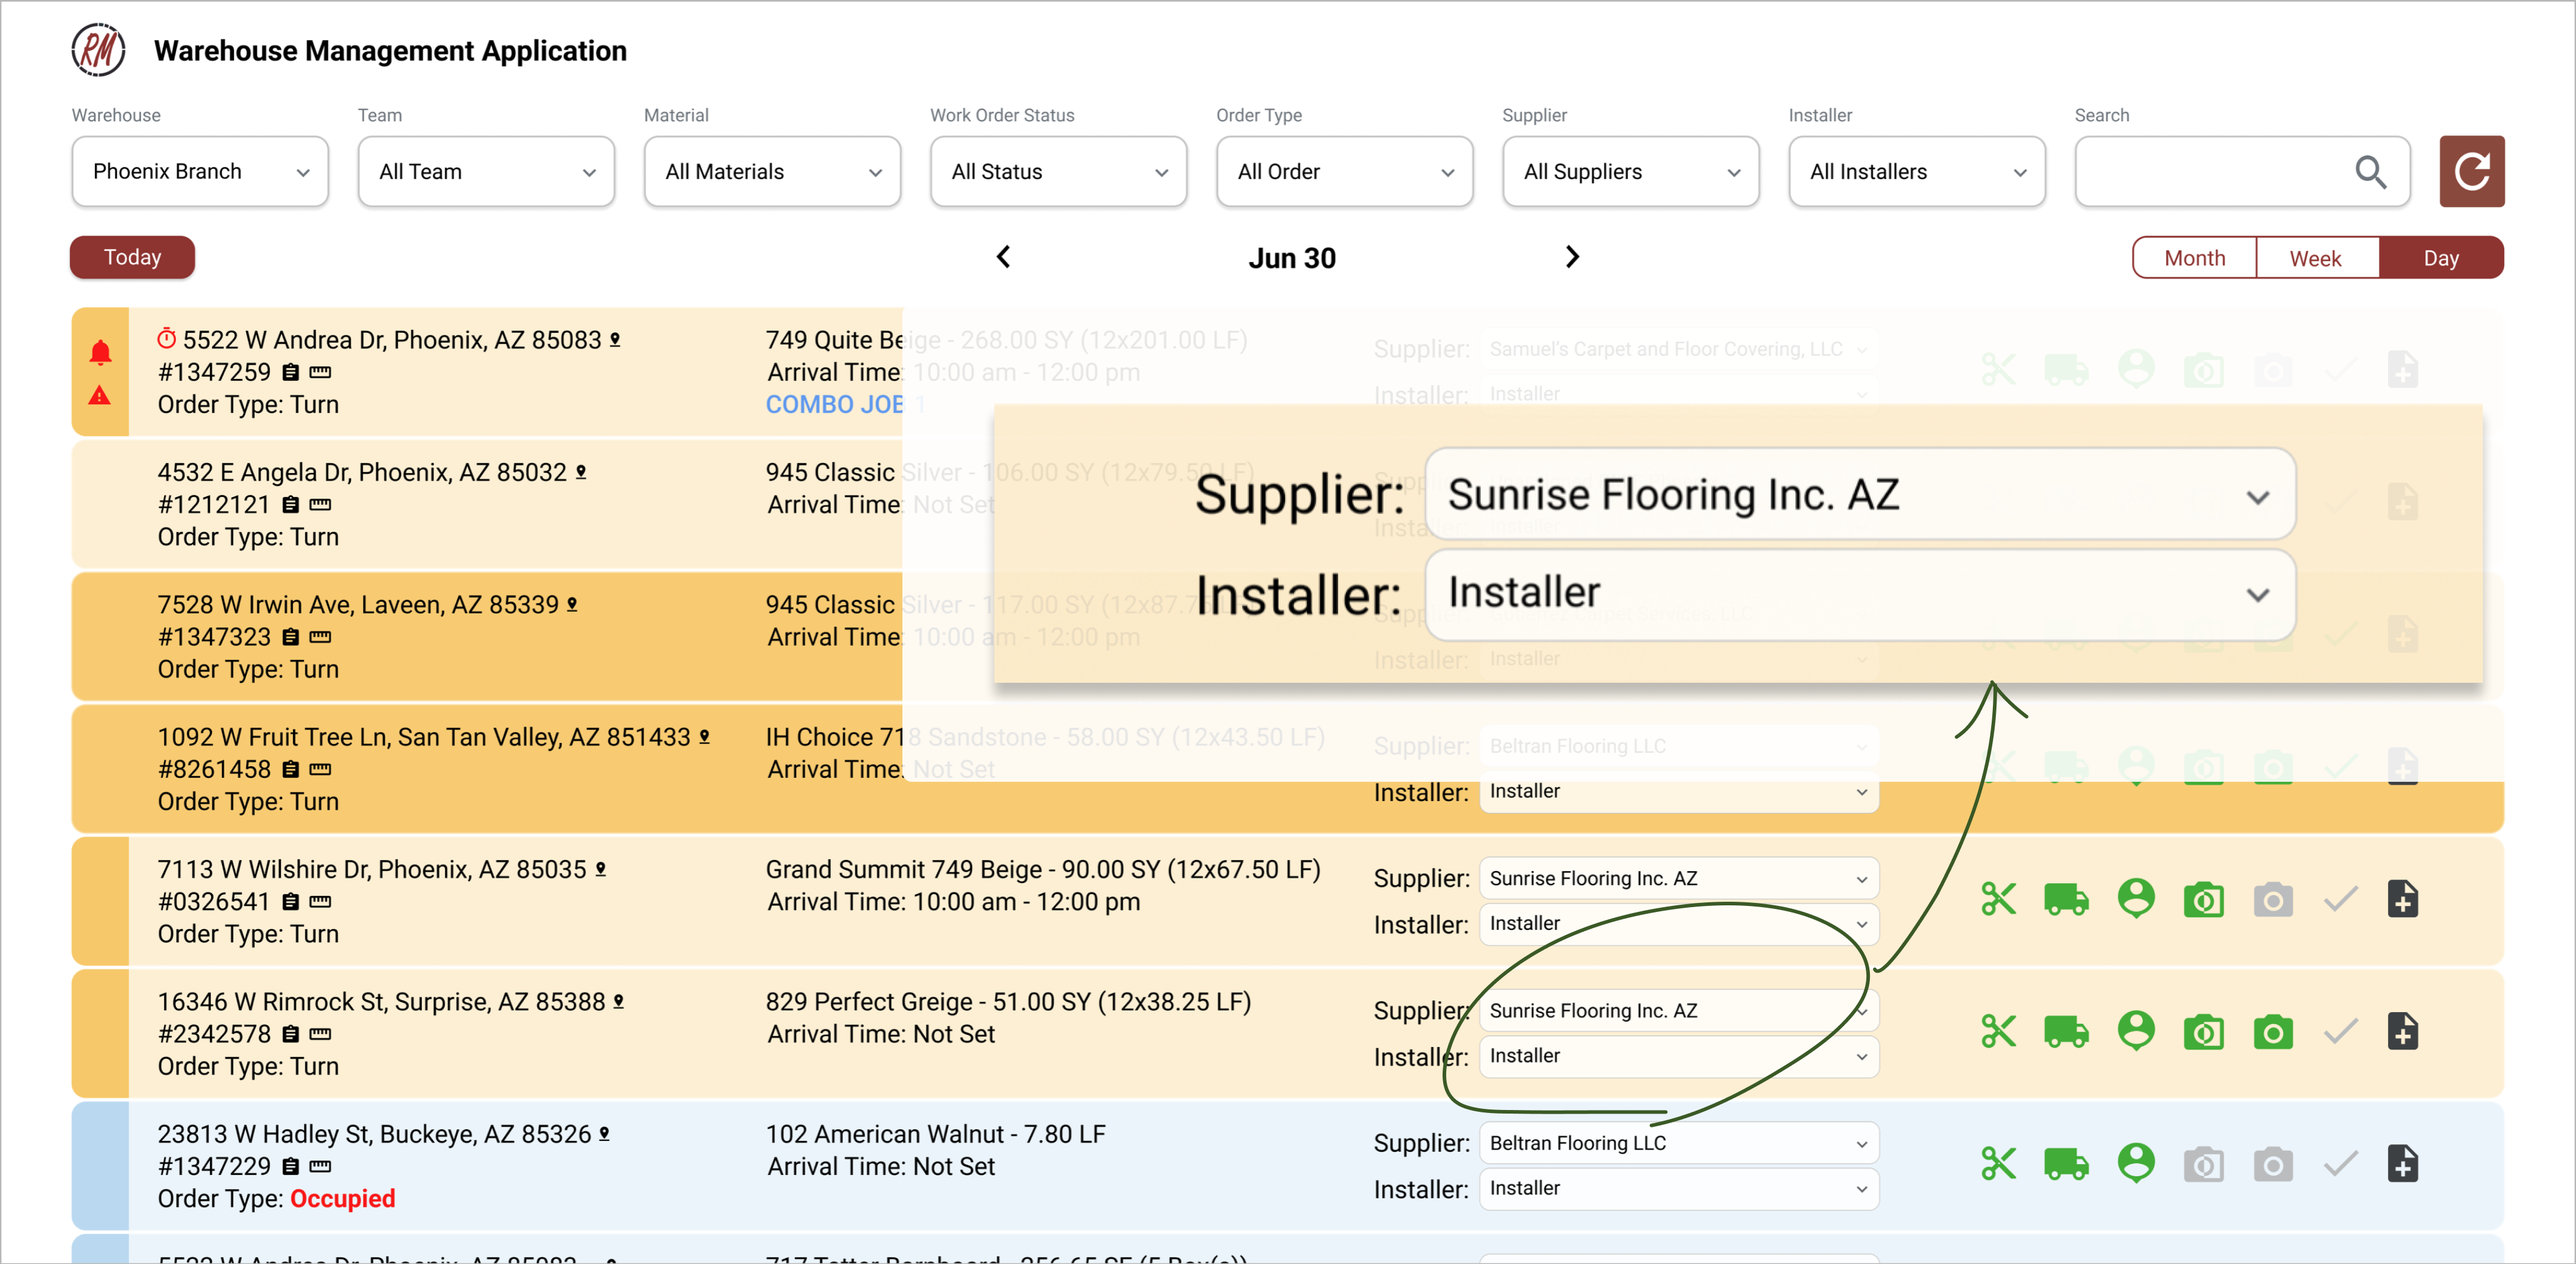 RM
Warehouse Management Application
Warehouse Team Material Work Order Status Order Type Supplier Installer Search
Phoenix Branch All Team All Materials All Status All Order All Suppliers All Installers
Today Jun 30 Month Week Day
5522 W Andrea Dr, Phoenix, AZ 85083
#1347259
Order Type: Turn
749 Quite Beige - 268.00 SY (12x201.00 LF)
Arrival Time: 10:00 am - 12:00 pm
COMBO JOB 1
Supplier: Samuel's Carpet and Floor Covering, LLC
Installer: Installer
4532 E Angela Dr, Phoenix, AZ 85032
#1212121
Order Type: Turn
945 Classic Silver - 106.00 SY (12x79.50 LF)
Arrival Time: Not Set
Supplier: Sunrise Flooring Inc. AZ
Installer: Installer
7528 W Irwin Ave, Laveen, AZ 85339
#1347323
Order Type: Turn
945 Classic Silver - 117.00 SY (12x87.75 LF)
Arrival Time: 10:00 am - 12:00 pm
Carpet Services, LLC
Installer: Installer
1092 W Fruit Tree Ln, San Tan Valley, AZ 851433
#8261458
Order Type: Turn
IH Choice 718 Sandstone - 58.00 SY (12x43.50 LF)
Arrival Time: Not Set
Supplier: Beltran Flooring LLC
Installer: Installer
7113 W Wilshire Dr, Phoenix, AZ 85035
#0326541
Order Type: Turn
Grand Summit 749 Beige - 90.00 SY (12x67.50 LF)
Arrival Time: 10:00 am - 12:00 pm
Supplier: Sunrise Flooring Inc. AZ
Installer: Installer
16346 W Rimrock St, Surprise, AZ 85388
#2342578
Order Type: Turn
829 Perfect Greige - 51.00 SY (12x38.25 LF)
Arrival Time: Not Set
Supplier: Sunrise Flooring Inc. AZ
Installer: Installer
23813 W Hadley St, Buckeye, AZ 85326
#1347229
Order Type: Occupied
102 American Walnut - 7.80 LF
Arrival Time: Not Set
Supplier: Beltran Flooring LLC
Installer: Installer